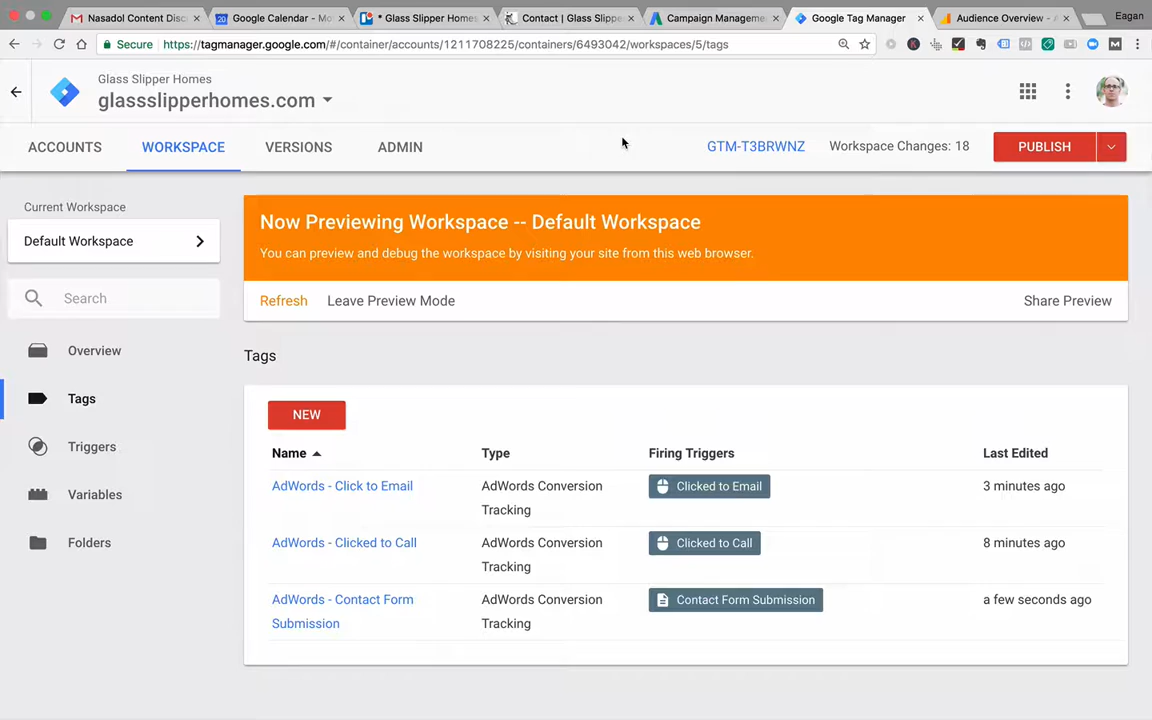 Nasadol Content Disc
Google Calendar - Mo
* Glass Slipper Home
Contact | Glass Slippe
Campaign Manageme
Google Tag Manager
Audience Overview - A
Eagan
Secure
https://tagmanager.google.com/#/container/accounts/1211708225/containers/6493042/workspaces/5/tags
Glass Slipper Homes
glassslipperhomes.com
ACCOUNTS
WORKSPACE
VERSIONS
ADMIN
GTM-T3BRWNZ
Workspace Changes: 18
PUBLISH
Current Workspace
Default Workspace
Search
Overview
Tags
Triggers
Variables
Folders
Now Previewing Workspace -- Default Workspace
You can preview and debug the workspace by visiting your site from this web browser.
Refresh
Leave Preview Mode
Share Preview
Tags
NEW
Name
Type
Firing Triggers
Last Edited
AdWords - Click to Email
AdWords Conversion
Tracking
Clicked to Email
3 minutes ago
AdWords - Clicked to Call
AdWords Conversion
Tracking
Clicked to Call
8 minutes ago
AdWords - Contact Form
Submission
AdWords Conversion
Tracking
Contact Form Submission
a few seconds ago